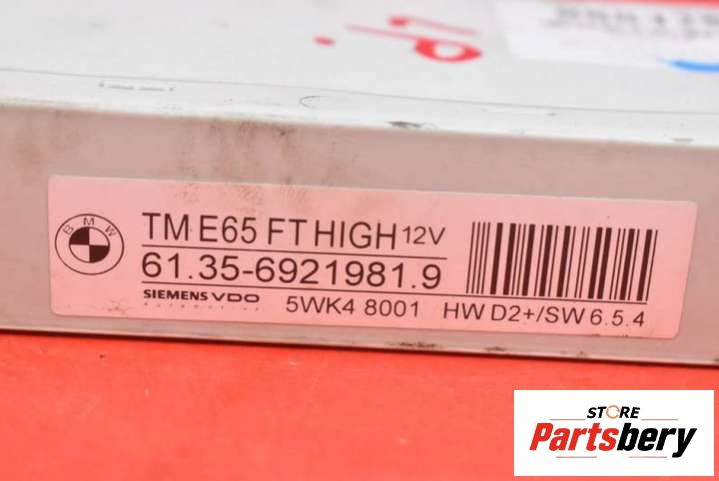 BMW
TM E65 FT HIGH 12V
61.35-6921981.9
SIEMENS VDO
5WK4 8001 HW D2+/SW 6.5.4
STORE
Partsbery